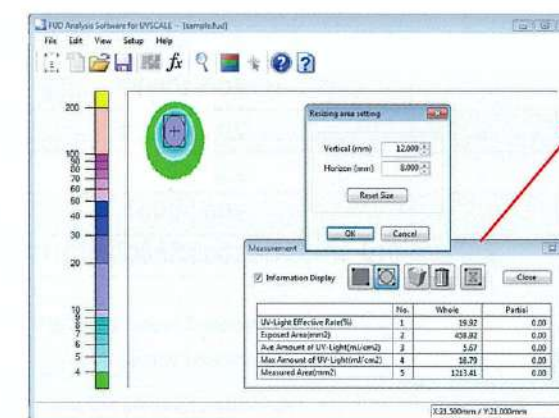 FUD Analysis Software for UVSCALE - [sample.fud]
File Edit View Setup Help
fx
200
100
90
80
70
60
50
40
30
20
10
9
8
7
6
5
4
Resizing area setting
Vertical (mm) 12.000
Horizon (mm) 8.000
Reset Size
OK Cancel
Measurement
Information Display Close
No. Whole Partial
UV-Light Effective Rate(%) 1 19.92 0.00
Exposed Area(mm2) 2 458.82 0.00
Ave Amount of UV-Light(mJ/cm2) 3 5.67 0.00
Max Amount of UV-Light(mJ/cm2) 4 18.79 0.00
Measured Area(mm2) 5 1213.41 0.00
X:23.500mm / Y:21.000mm